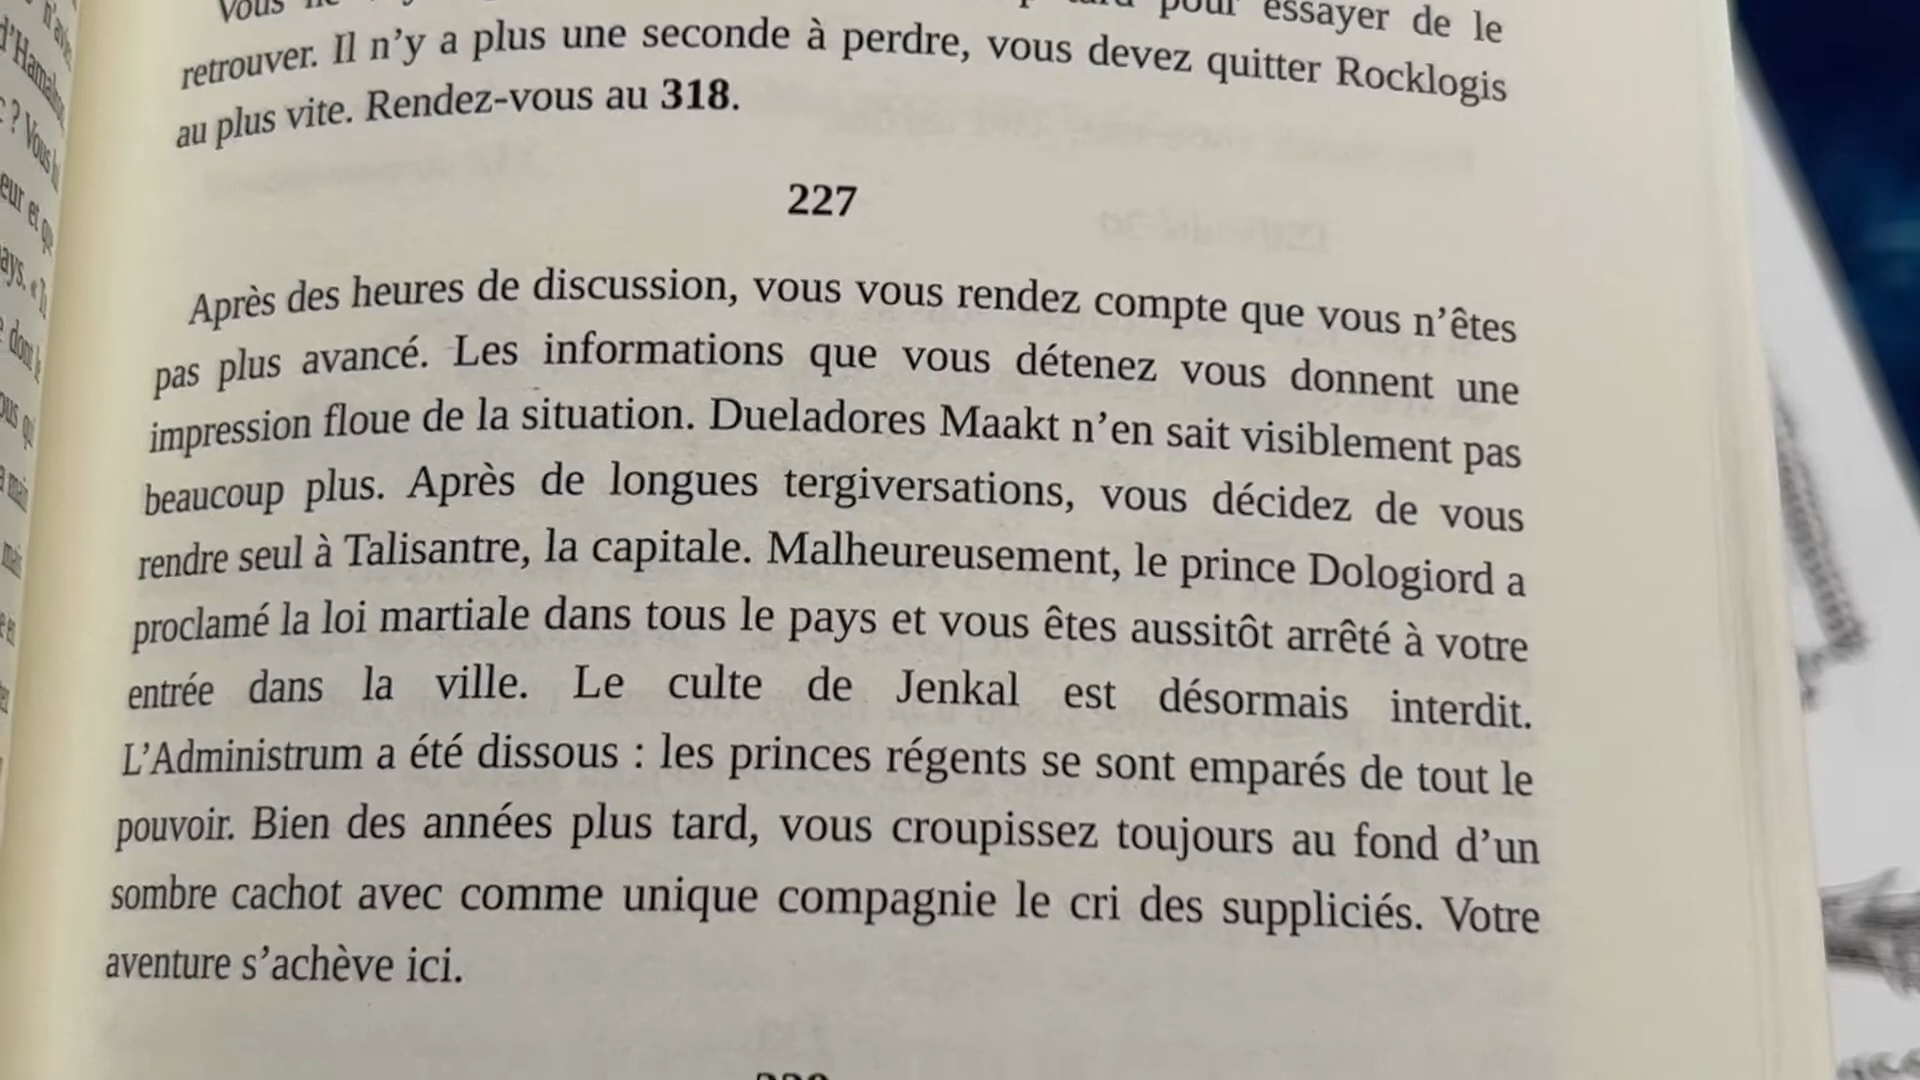 Vous pour essayer de le
retrouver. Il n'y a plus une seconde à perdre, vous devez quitter Rocklogis
au plus vite. Rendez-vous au 318.
227
Après des heures de discussion, vous vous rendez compte que vous n'êtes
pas plus avancé. Les informations que vous détenez vous donnent une
impression floue de la situation. Dueladores Maakt n'en sait visiblement pas
beaucoup plus. Après de longues tergiversations, vous décidez de vous
rendre seul à Talisantre, la capitale. Malheureusement, le prince Dologiord a
proclamé la loi martiale dans tous le pays et vous êtes aussitôt arrêté à votre
entrée dans la ville. Le culte de Jenkal est désormais interdit.
L'Administrum a été dissous : les princes régents se sont emparés de tout le
pouvoir. Bien des années plus tard, vous croupissez toujours au fond d'un
sombre cachot avec comme unique compagnie le cri des suppliciés. Votre
aventure s'achève ici.